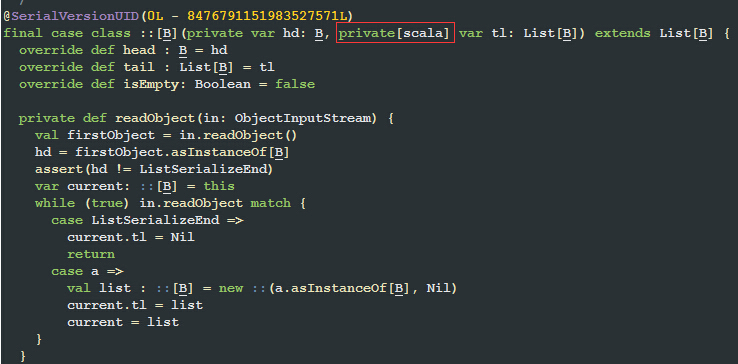 @SerialVersionUID(0L - 8476791151983527571L)
final case class ::[B](private var hd: B, private[scala] var tl: List[B]) extends List[B] {
  override def head : B = hd
  override def tail : List[B] = tl
  override def isEmpty: Boolean = false

  private def readObject(in: ObjectInputStream) {
    val firstObject = in.readObject()
    hd = firstObject.asInstanceOf[B]
    assert(hd != ListSerializeEnd)
    var current: ::[B] = this
    while (true) in.readObject match {
      case ListSerializeEnd =>
        current.tl = Nil
        return
      case a =>
        val list : ::[B] = new ::(a.asInstanceOf[B], Nil)
        current.tl = list
        current = list
    }
  }